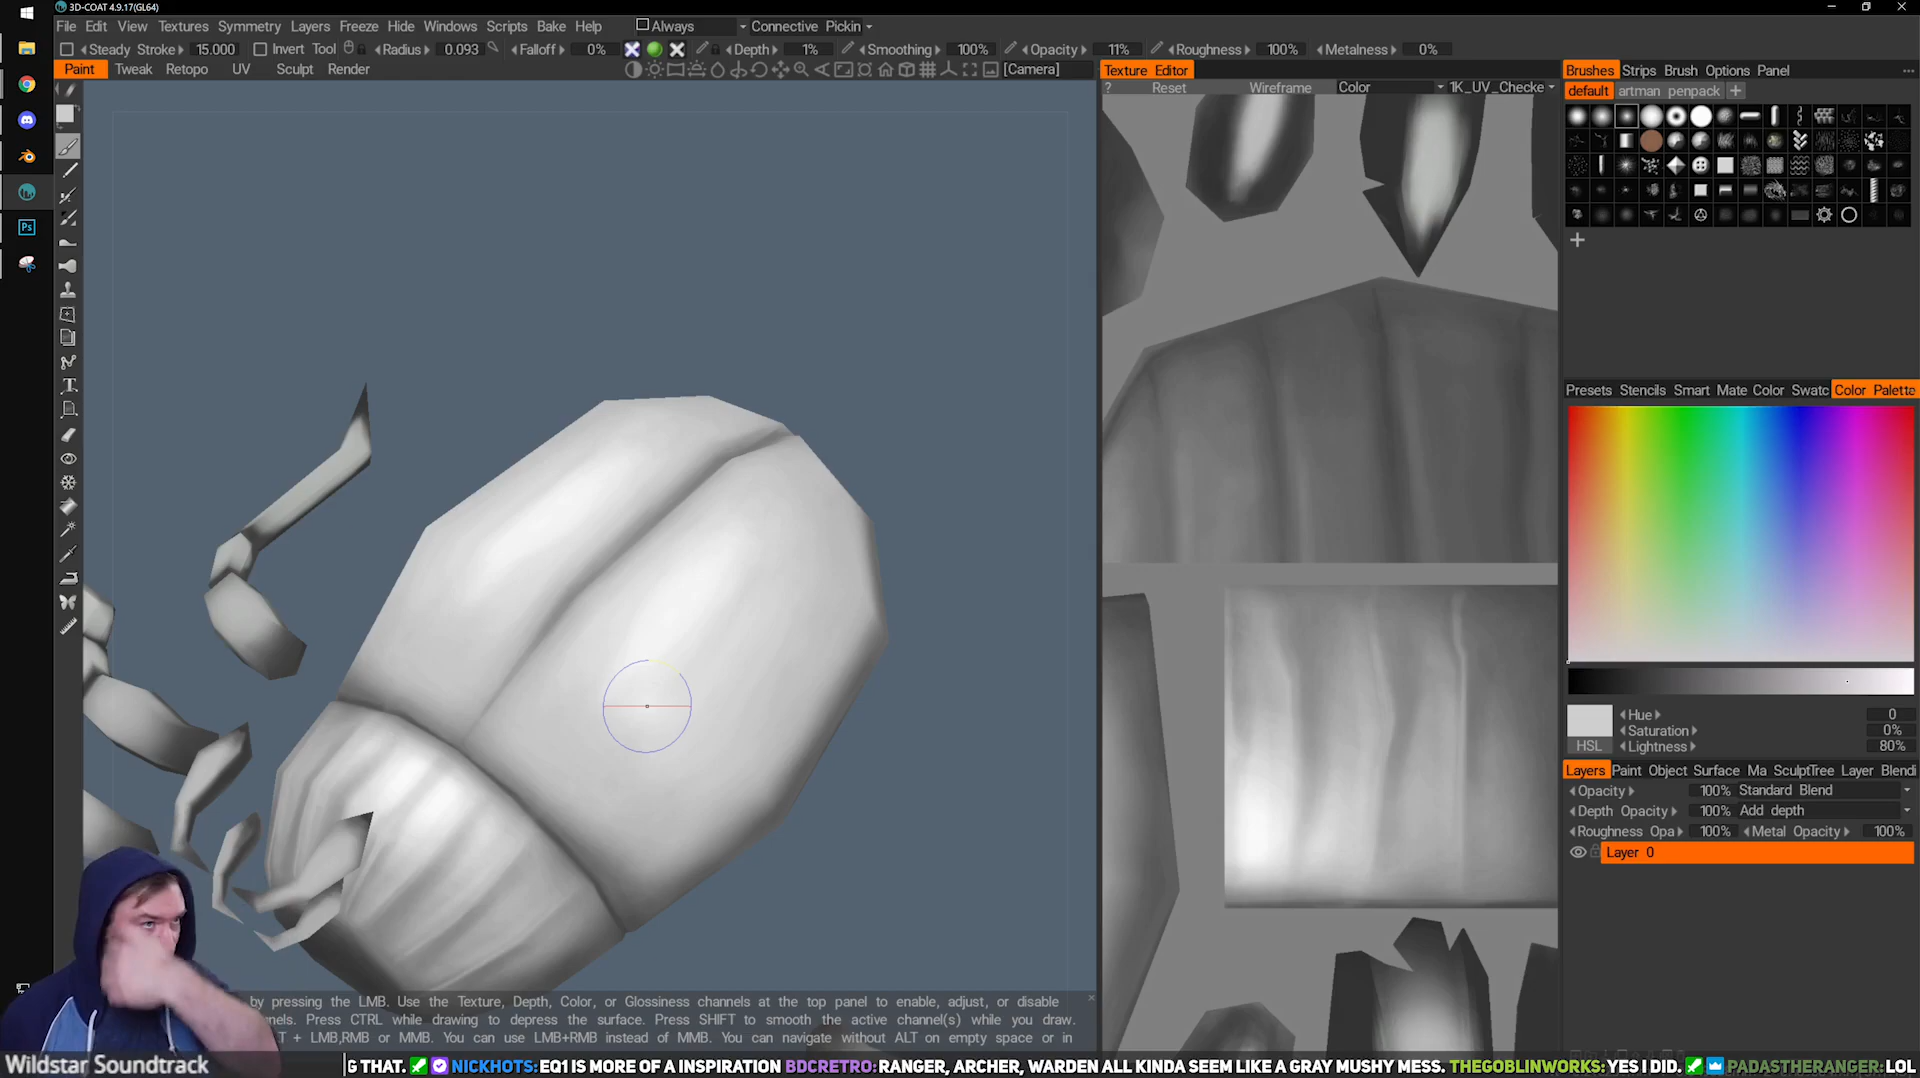 3D-COAT 4.9.17(GL64)
File Edit View Textures Symmetry Layers Freeze Hide Windows Scripts Bake Help Always Connective Pickin
Steady Stroke 15.000 Invert Tool Radius 0.093 Falloff 0% Depth 1% Smoothing 100% Opacity 11% Roughness 100% Metalness 0%
Paint Tweak Retopo UV Sculpt Render [Camera] Texture Editor Brushes Strips Brush Options Panel
? Reset Wireframe Color 1K_UV_Checke default artman penpack +
Presets Stencils Smart Mate Color Swatc Color Palette
Hue 0
Saturation 0%
HSL Lightness 80%
Layers Paint Object Surface Ma SculptTree Layer Blendi
Opacity 100% Standard Blend
Depth Opacity 100% Add depth
Roughness Opa 100% Metal Opacity 100%
Layer 0
by pressing the LMB. Use the Texture, Depth, Color, or Glossiness channels at the top panel to enable, adjust, or disable
nels. Press CTRL while drawing to depress the surface. Press SHIFT to smooth the active channel(s) while you draw.
T + LMB,RMB or MMB. You can use LMB+RMB instead of MMB. You can navigate without ALT on empty space or in
Wildstar Soundtrack
G THAT. NICKHOTS: EQ1 IS MORE OF A INSPIRATION BDCRETRO: RANGER, ARCHER, WARDEN ALL KINDA SEEM LIKE A GRAY MUSHY MESS. THEGOBLINWORKS: YES I DID. PADASTHERANGER: LOL